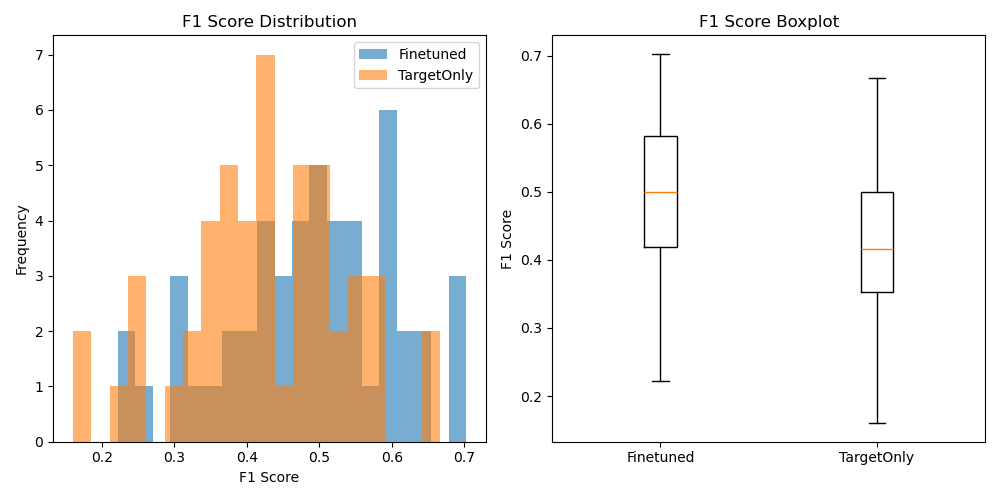 F1 Score Distribution
Frequency
7
6
5
4
3
2
1
0
Finetuned
TargetOnly
0.2 0.3 0.4 0.5 0.6 0.7
F1 Score
F1 Score Boxplot
F1 Score
0.7
0.6
0.5
0.4
0.3
0.2
Finetuned TargetOnly